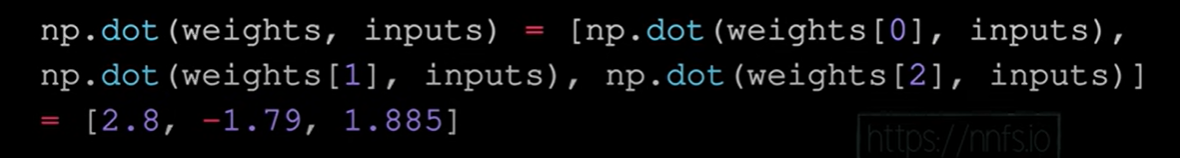 np.dot(weights, inputs) = [np.dot(weights[0], inputs),
np.dot(weights[1], inputs), np.dot(weights[2], inputs)]
= [2.8, -1.79, 1.885]
https://nnfs.io